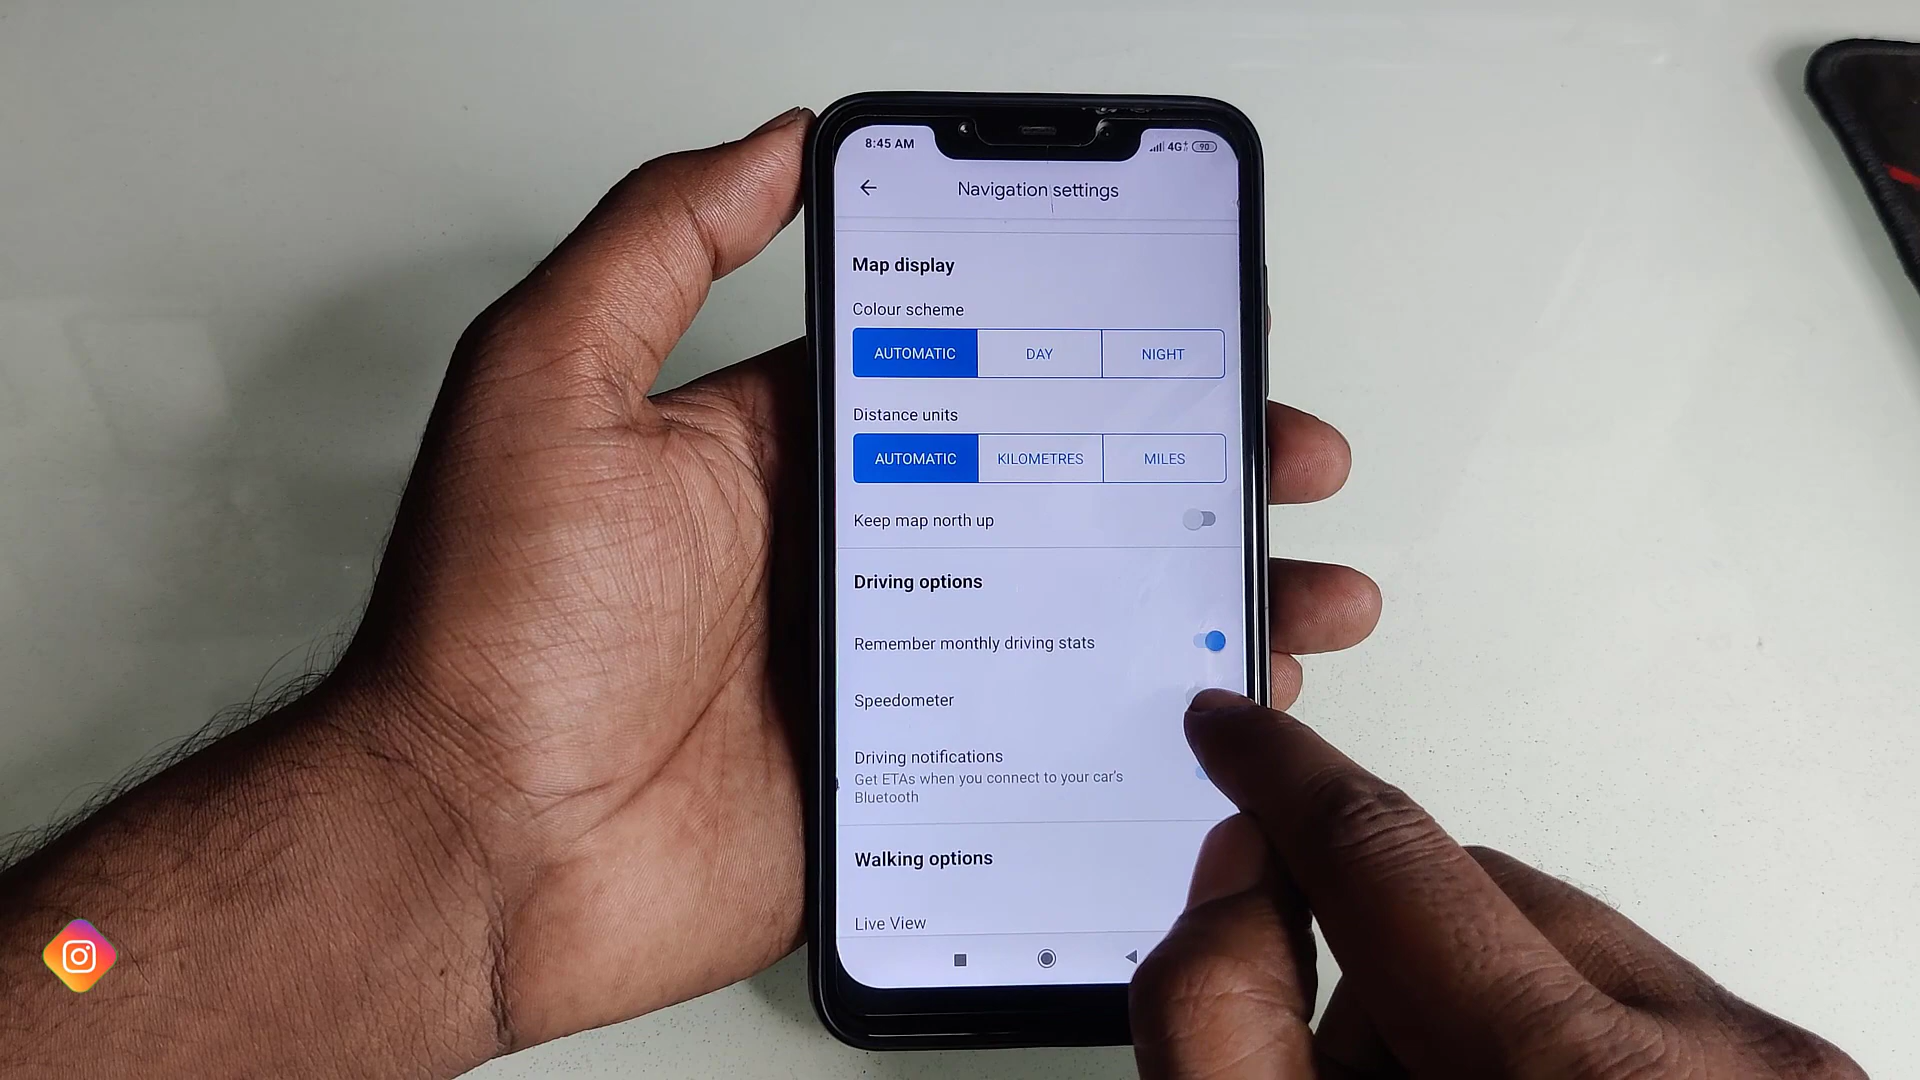 8:45 AM
4G+
90
Navigation settings
Map display
Colour scheme
AUTOMATIC DAY NIGHT
Distance units
AUTOMATIC KILOMETRES MILES
Keep map north up
Driving options
Remember monthly driving stats
Speedometer
Driving notifications
Get ETAs when you connect to your car's
Bluetooth
Walking options
Live View